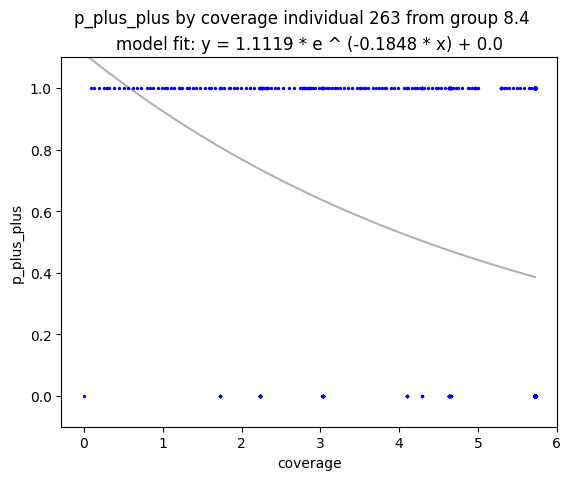 p_plus_plus by coverage individual 263 from group 8.4
model fit: y = 1.1119 * e ^ (-0.1848 * x) + 0.0
1.0
0.8
0.6
0.4
0.2
0.0
p_plus_plus
0 1 2 3 4 5 6
coverage